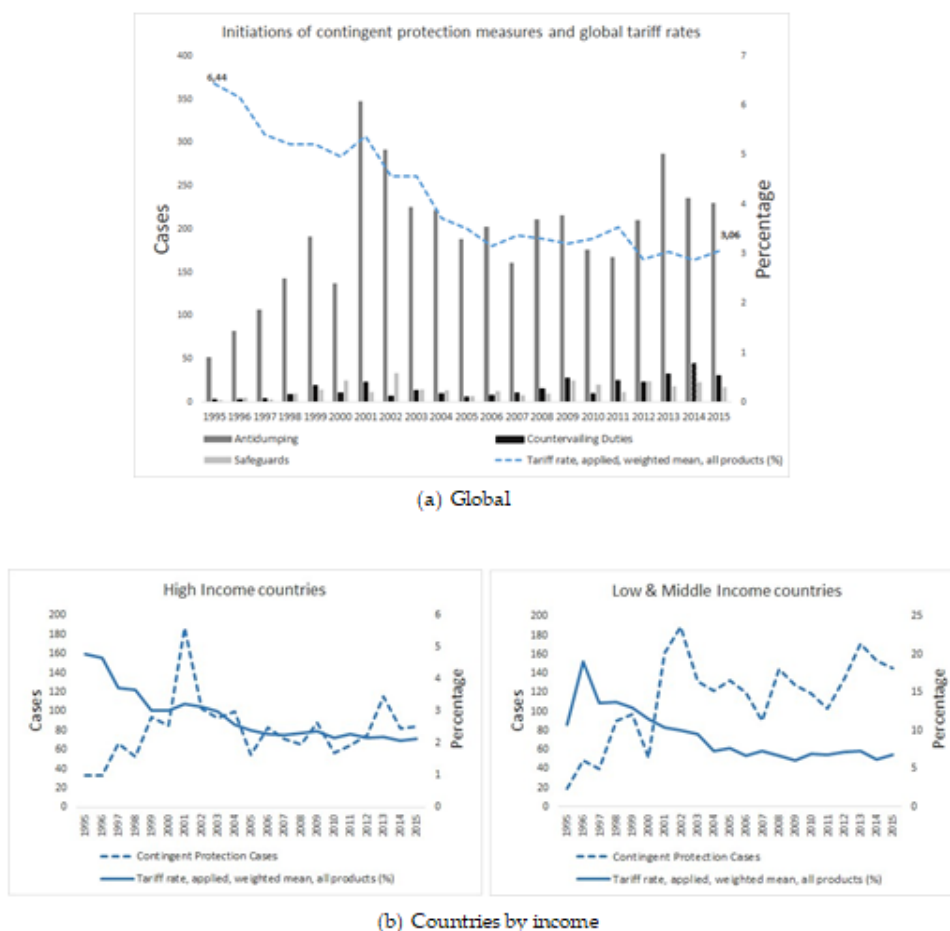 Initiations of contingent protection measures and global tariff rates
400
350
300
250
200
150
100
50
0
Cases
7
6
5
4
3
2
1
0
Percentage
6,44
3,06
1995 1996 1997 1998 1999 2000 2001 2002 2003 2004 2005 2006 2007 2008 2009 2010 2011 2012 2013 2014 2015
Antidumping
Countervailing Duties
Safeguards
Tariff rate, applied, weighted mean, all products (%)
(a) Global
High Income countries
200
180
160
140
120
100
80
60
40
20
0
Cases
6
5
4
3
2
1
0
Percentage
1995 1996 1997 1998 1999 2000 2001 2002 2003 2004 2005 2006 2007 2008 2009 2010 2011 2012 2013 2014 2015
Contingent Protection Cases
Tariff rate, applied, weighted mean, all products (%)
Low & Middle Income countries
200
180
160
140
120
100
80
60
40
20
0
Cases
25
20
15
10
5
0
Percentage
1995 1996 1997 1998 1999 2000 2001 2002 2003 2004 2005 2006 2007 2008 2009 2010 2011 2012 2013 2014 2015
Contingent Protection Cases
Tariff rate, applied, weighted mean, all products (%)
(b) Countries by income